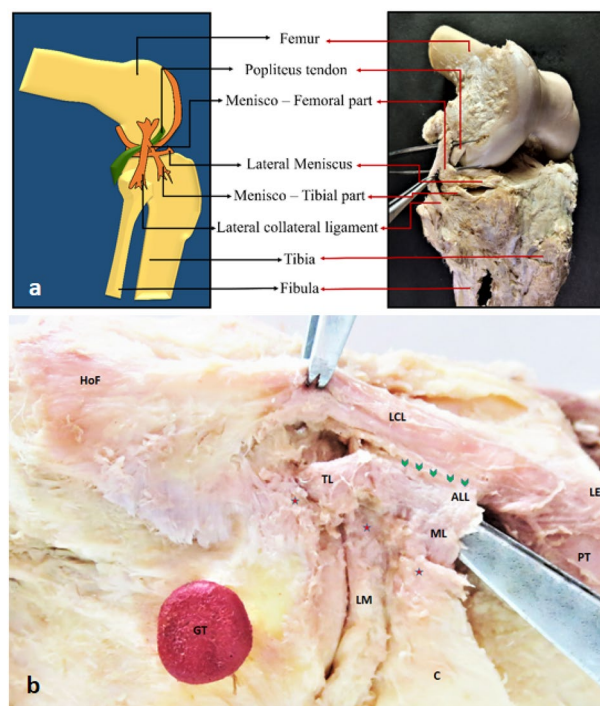 a
Femur
Popliteus tendon
Menisco – Femoral part
Lateral Meniscus
Menisco – Tibial part
Lateral collateral ligament
Tibia
Fibula
HoF
LCL
TL
ALL
LE
ML
PT
LM
GT
C
b